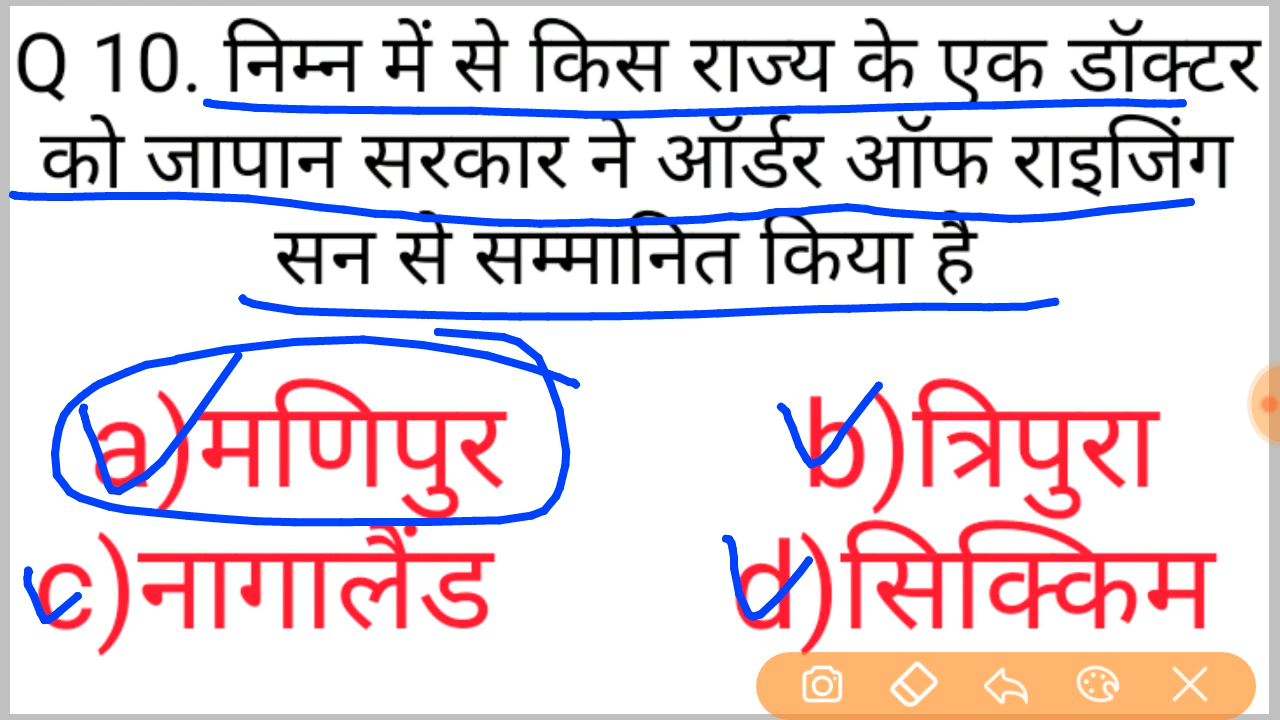 Q 10. निम्न में से किस राज्य के एक डॉक्टर
को जापान सरकार ने ऑर्डर ऑफ राइजिंग
सन से सम्मानित किया है
a)मणिपुर b)त्रिपुरा
c)नागालैंड d)सिक्किम